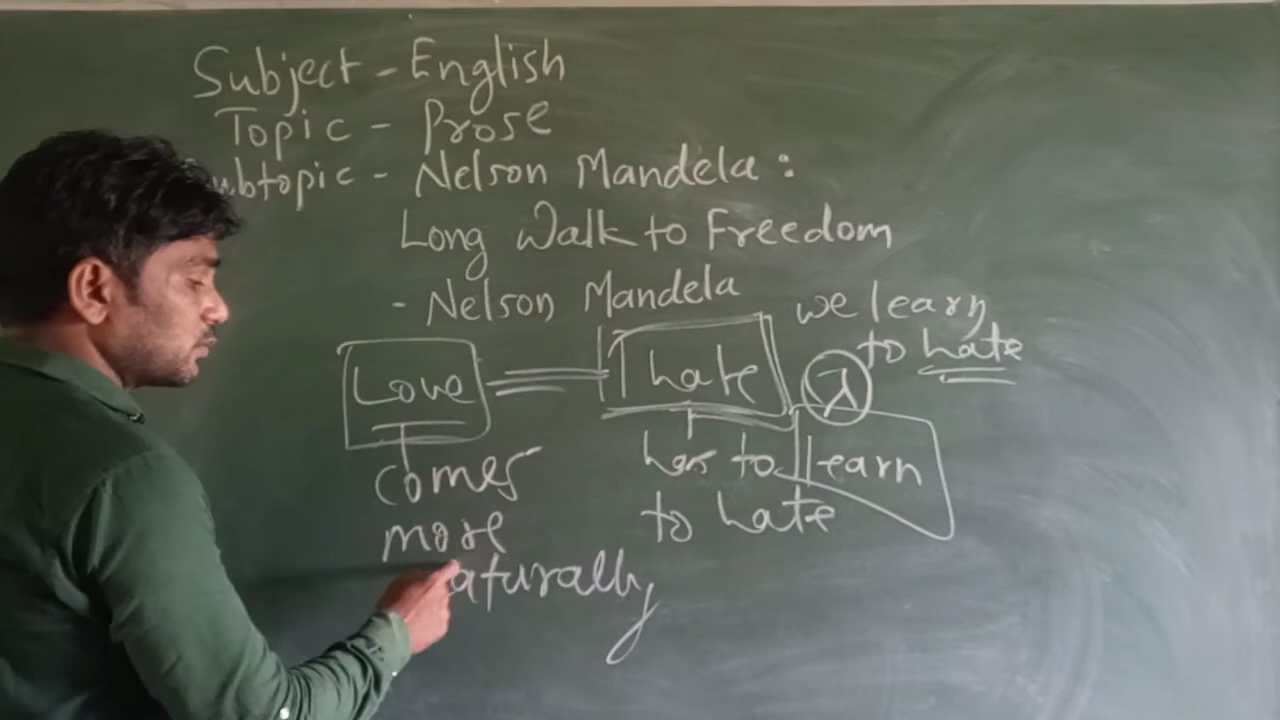 Subject - English
Topic - Prose
ubtopic - Nelson Mandela :
Long Walk to Freedom
- Nelson Mandela
we learn
to hate
Love
hate
comes
more
aturally
has to learn
to hate